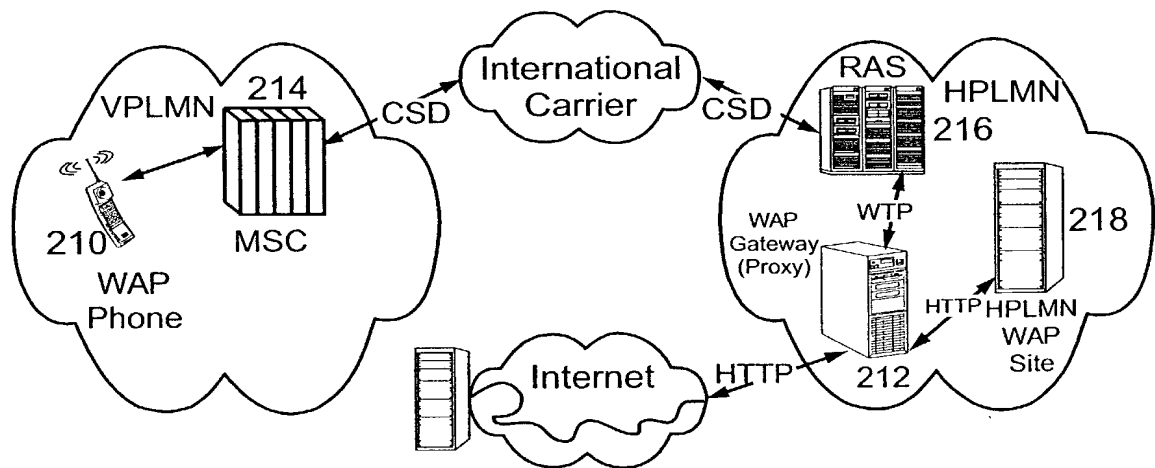 VPLMN
214
CSD
MSC
210
WAP
Phone
International
Carrier
CSD
RAS
HPLMN
216
WTP
WAP
Gateway
(Proxy)
218
HTTP
HPLMN
WAP
Site
212
Internet
HTTP